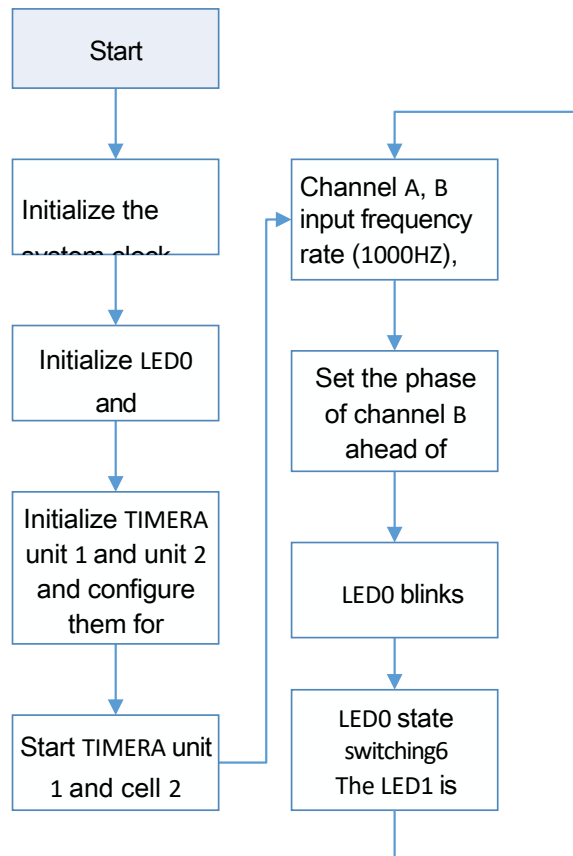 Start
Initialize the
system clock
Initialize LED0
and
Initialize TIMERA
unit 1 and unit 2
and configure
them for
Start TIMERA unit
1 and cell 2
Channel A, B
input frequency
rate (1000HZ),
Set the phase
of channel B
ahead of
LED0 blinks
LED0 state
switching6
The LED1 is